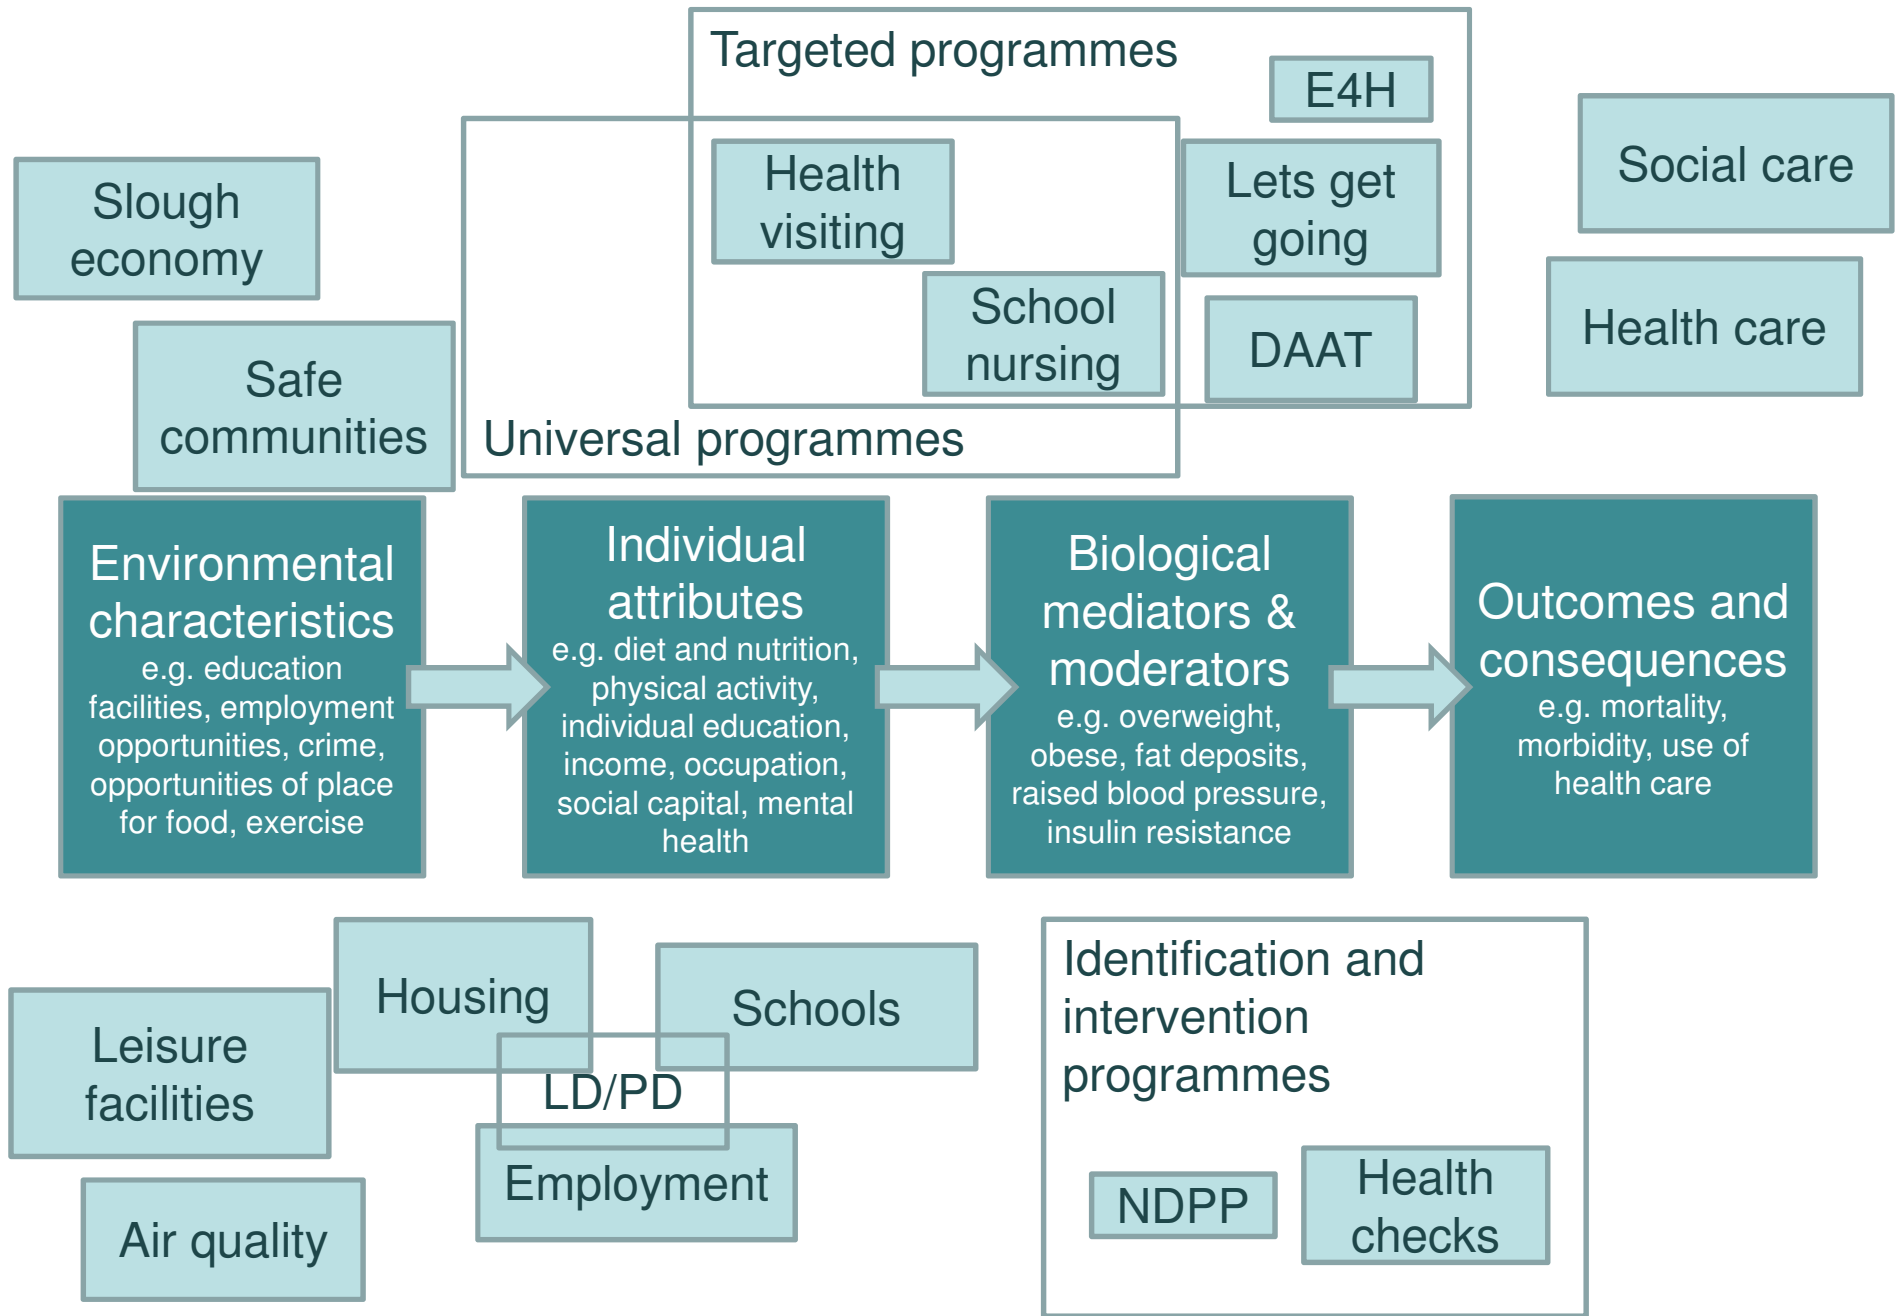 Targeted programmes
E4H
Social care
Health
visiting
Lets get
going
Slough
economy
School
nursing
DAAT
Health care
Safe
communities
Universal programmes
Environmental
characteristics
e.g. education
facilities, employment
opportunities, crime,
opportunities of place
for food, exercise
Individual
attributes
e.g. diet and nutrition,
physical activity,
individual education,
income, occupation,
social capital, mental
health
Biological
mediators &
moderators
e.g. overweight,
obese, fat deposits,
raised blood pressure,
insulin resistance
Outcomes and
consequences
e.g. mortality,
morbidity, use of
health care
Housing
Schools
Leisure
facilities
LD/PD
Employment
Air quality
Identification and
intervention
programmes
NDPP
Health
checks